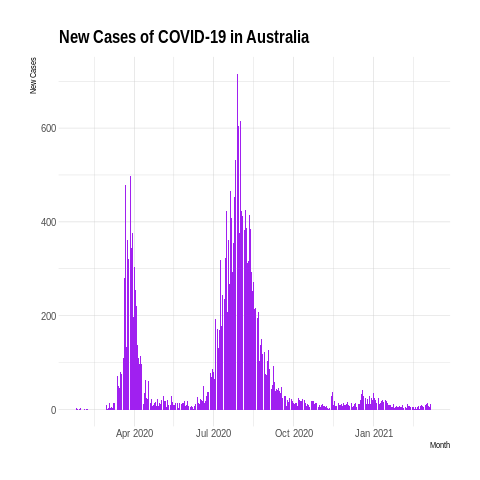 New Cases of COVID-19 in Australia
New Cases
600
400
200
0
Apr 2020 Jul 2020 Oct 2020 Jan 2021
Month